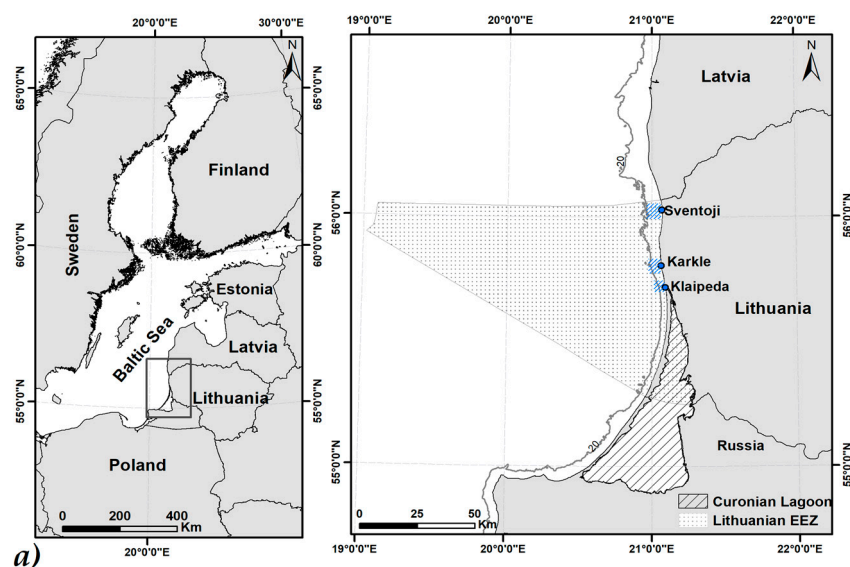 20°0'0"E
30°0'0"E
N
65°0'0"N
65°0'0"N
Finland
Sweden
60°0'0"N
60°0'0"N
Estonia
Baltic Sea
Latvia
Lithuania
55°0'0"N
55°0'0"N
Poland
0 200 400
Km
20°0'0"E
a)
19°0'0"E
20°0'0"E
21°0'0"E
22°0'0"E
N
Latvia
-20
56°0'0"N
56°0'0"N
Sventoji
Karkle
Klaipeda
Lithuania
-20
Russia
55°0'0"N
55°0'0"N
Curonian Lagoon
Lithuanian EEZ
0 25 50
Km
19°0'0"E
20°0'0"E
21°0'0"E
22°0'0"E